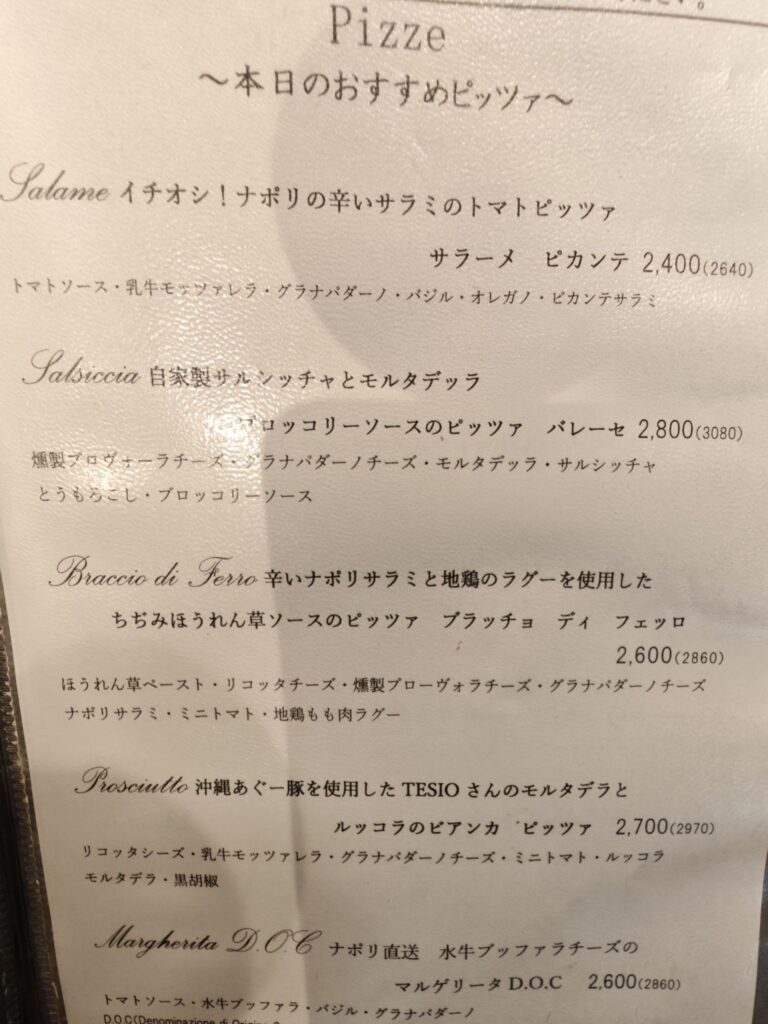 Pizze
～本日のおすすめピッツァ～
Salame イチオシ！ナポリの辛いサラミのトマトピッツァ
サラーメ ピカンテ 2,400(2640)
トマトソース・乳牛モッツァレラ・グラナパダーノ・バジル・オレガノ・ピカンテサラミ
Salsiccia 自家製サルシッチャとモルタデッラ
ブロッコリーソースのピッツァ バレーセ 2,800(3080)
燻製プロヴォーラチーズ・グラナパダーノチーズ・モルタデッラ・サルシッチャ
とうもろこし・ブロッコリーソース
Braccio di Ferro 辛いナポリサラミと地鶏のラグーを使用した
ちぢみほうれん草ソースのピッツァ ブラッチョ ディ フェッロ
2,600(2860)
ほうれん草ペースト・リコッタチーズ・燻製プローヴォラチーズ・グラナパダーノチーズ
ナポリサラミ・ミニトマト・地鶏もも肉ラグー
Prosciutto 沖縄あぐー豚を使用した TESIO さんのモルタデラと
ルッコラのビアンカ ピッツァ 2,700(2970)
リコッタシーズ・乳牛モッツァレラ・グラナパダーノチーズ・ミニトマト・ルッコラ
モルタデラ・黒胡椒
Margherita D.O.C ナポリ直送 水牛ブッファラチーズの
マルゲリータ D.O.C 2,600(2860)
トマトソース・水牛ブッファラ・バジル・グラナパダーノ
D.O.C(Denominazione di Origine